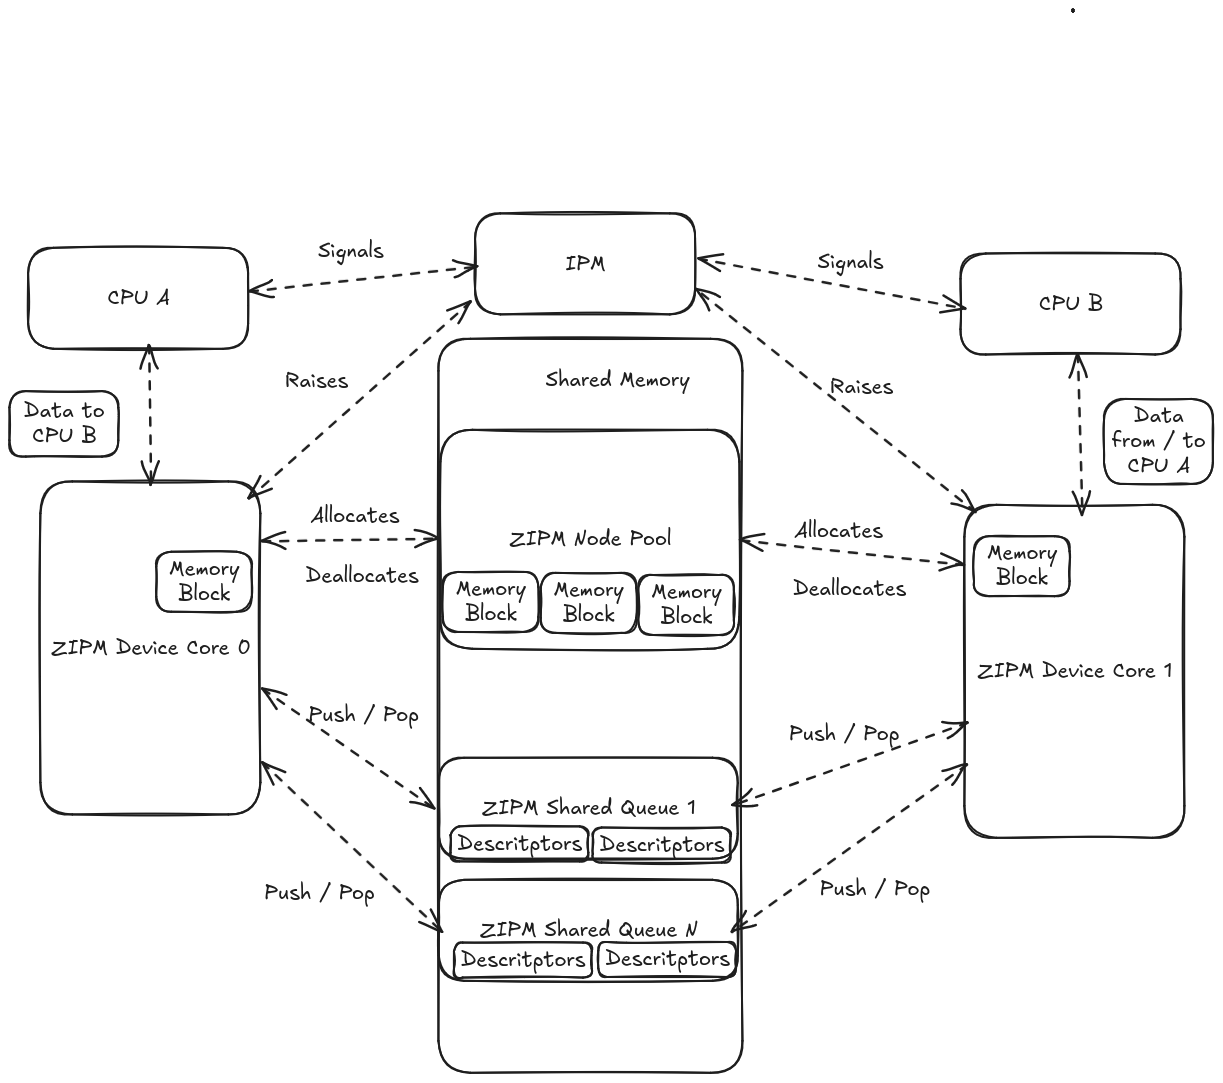 Signals
IPM
Signals
CPU A
CPU B
Raises
Shared Memory
Raises
Data to
CPU B
Data
from / to
CPU A
Allocates
ZIPM Node Pool
Allocates
Deallocates
Deallocates
Memory
Block
Memory
Block
Memory
Block
Memory
Block
Memory
Block
ZIPM Device Core 0
ZIPM Device Core 1
Push / Pop
Push / Pop
ZIPM Shared Queue 1
Descritptors
Descritptors
Push / Pop
Push / Pop
ZIPM Shared Queue N
Descritptors
Descritptors